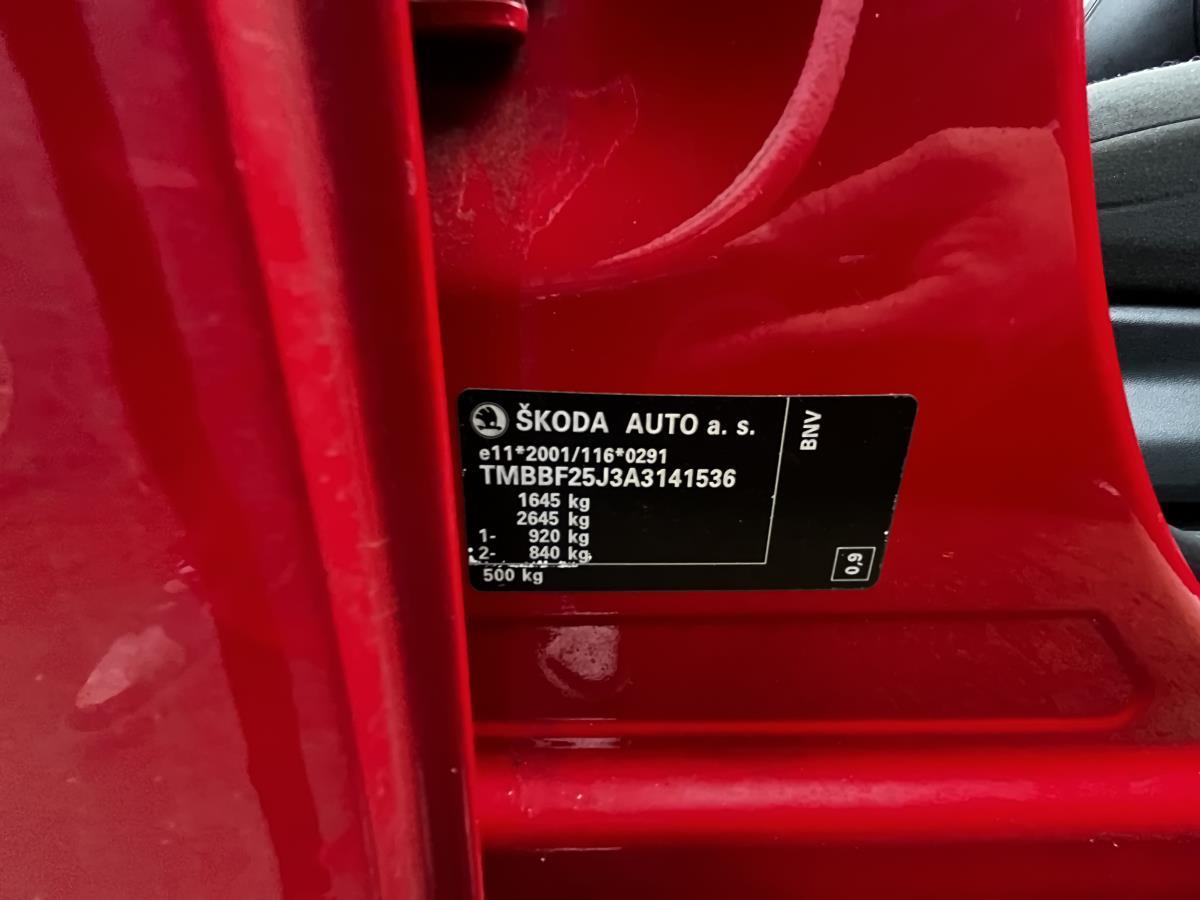 ŠKODA AUTO a. s.
e11*2001/116*0291
TMBBF25J3A3141536
1645 kg
2645 kg
1- 920 kg
2- 840 kg
500 kg
BNV
0,9